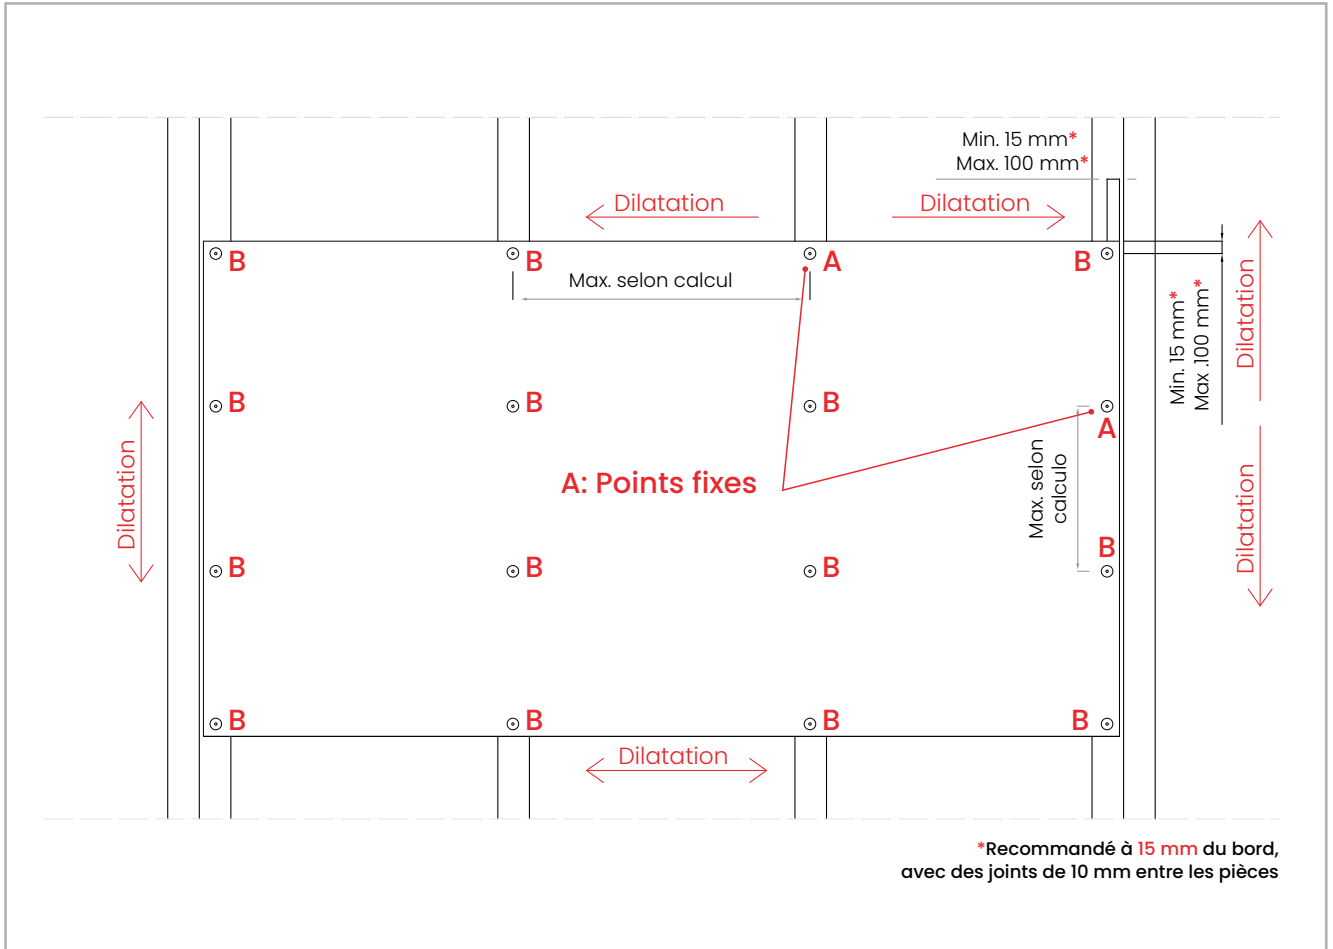 Min. 15 mm*
Max. 100 mm*
Dilatation
Dilatation
B
B
A
B
Max. selon calcul
Min. 15 mm*
Max .100 mm*
Dilatation
B
B
B
A
Dilatation
A: Points fixes
Max. selon
calculo
Dilatation
B
B
B
B
B
B
B
B
Dilatation
*Recommandé à 15 mm du bord,
avec des joints de 10 mm entre les pièces